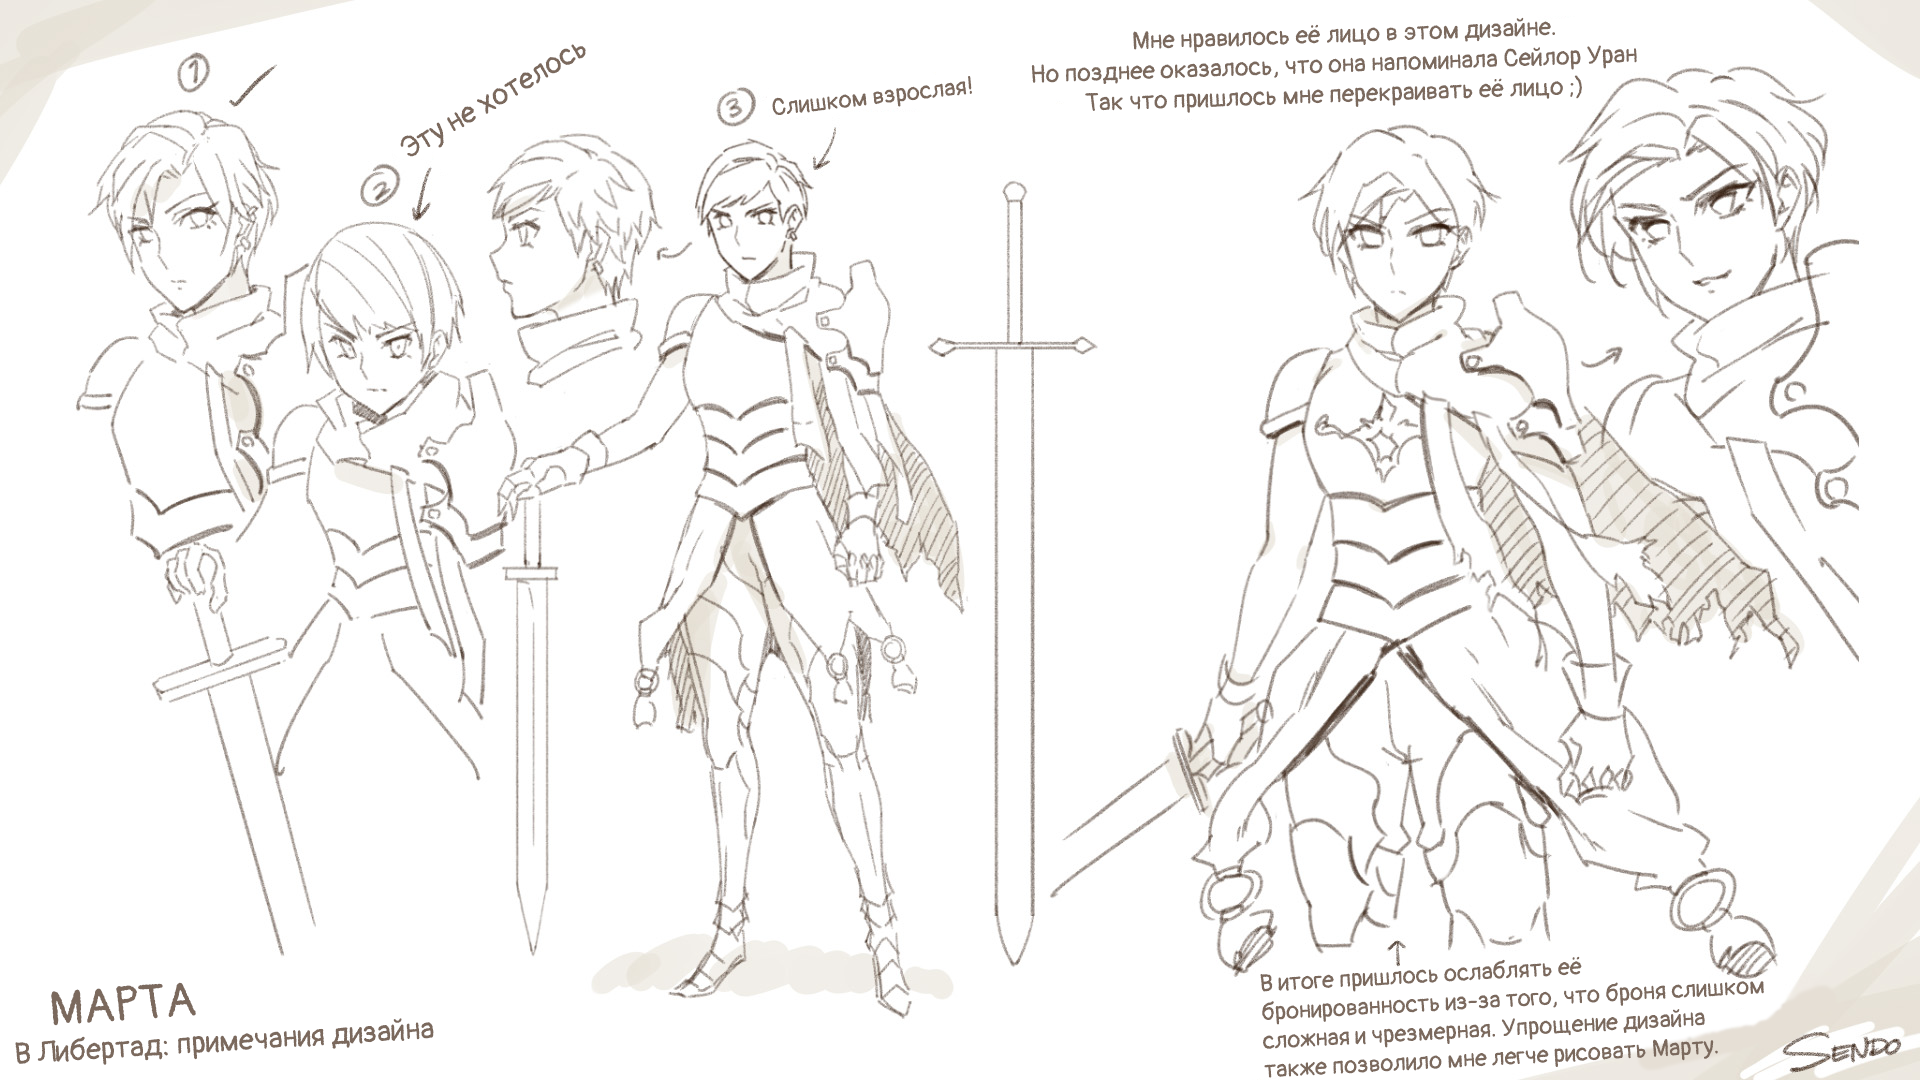 1
2
Эту не хотелось
3
Слишком взрослая!
Мне нравилось её лицо в этом дизайне.
Но позднее оказалось, что она напоминала Сейлор Уран
Так что пришлось мне перекраивать её лицо ;)
МАРТА
В Либертад: примечания дизайна
В итоге пришлось ослаблять её
бронированность из-за того, что броня слишком
сложная и чрезмерная. Упрощение дизайна
также позволило мне легче рисовать Марту.
SENDO